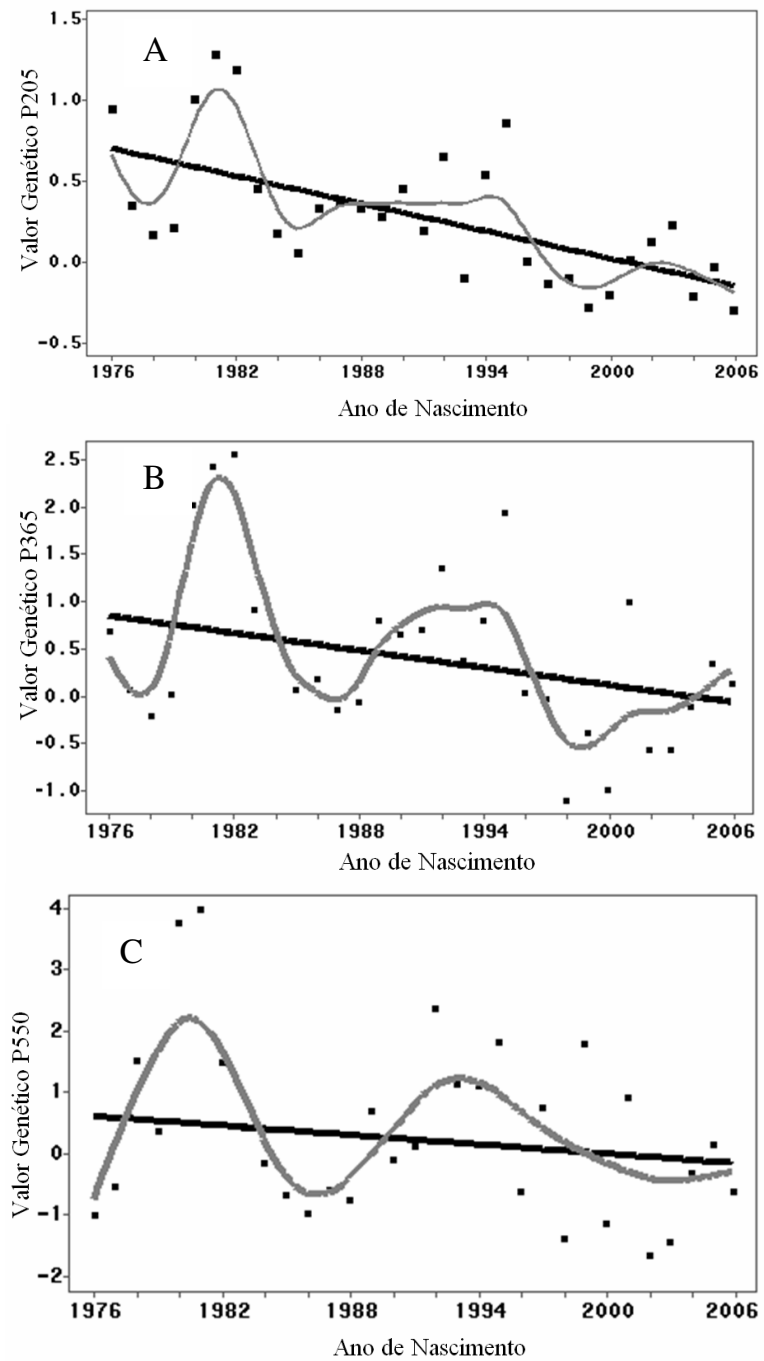 A
Valor Genético P205
1.5
1.0
0.5
0.0
-0.5
1976 1982 1988 1994 2000 2006
Ano de Nascimento
B
Valor Genético P365
2.5
2.0
1.5
1.0
0.5
0.0
-0.5
-1.0
1976 1982 1988 1994 2000 2006
Ano de Nascimento
C
Valor Genético P550
4
3
2
1
0
-1
-2
1976 1982 1988 1994 2000 2006
Ano de Nascimento